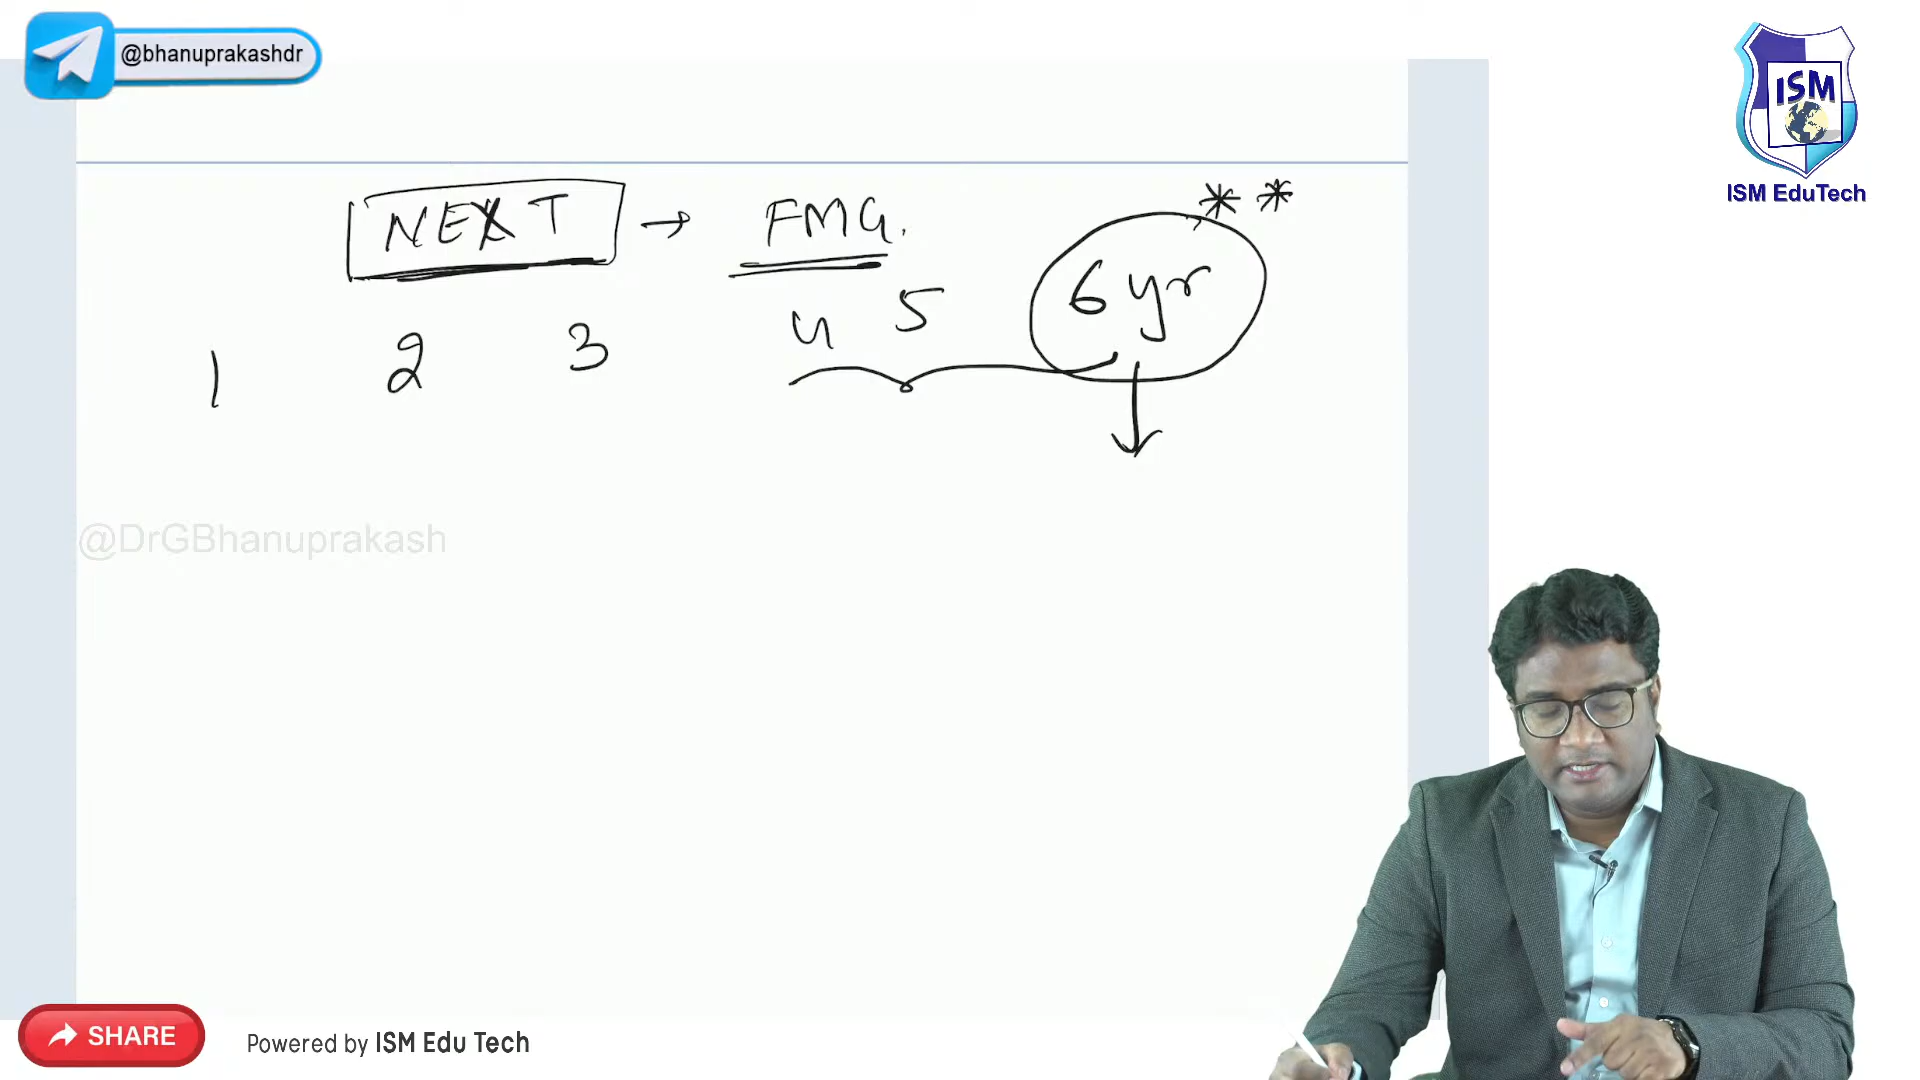 @bhanuprakashdr
ISM
ISM EduTech
NEXT → FMG.
1 2 3 4 5 6 yr **
@DrGBhanuprakash
SHARE
Powered by ISM Edu Tech